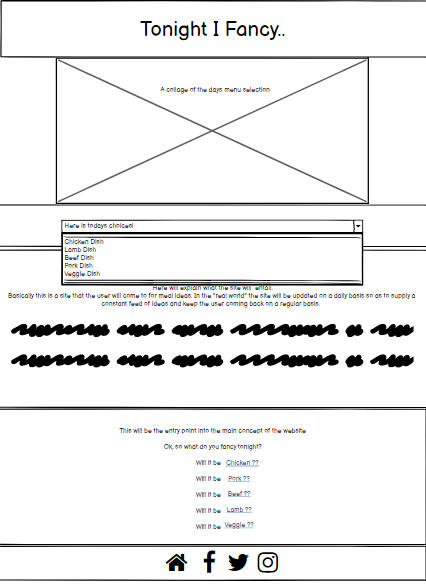 Tonight I Fancy..
A collage of the days menu selection
Here is todays choices!
Chicken Dish
Lamb Dish
Beef Dish
Pork Dish
Veggie Dish
Here will explain what the site will entail.
Basically this is a site that the user will come to for meal ideas. In the "real world" the site will be updated on a daily basis so as to supply a
constant feed of ideas and keep the user coming back on a regular basis.
This will be the entry point into the main concept of the website
Ok, so what do you fancy tonight?
Will it be Chicken ??
Will it be Pork ??
Will it be Beef ??
Will it be Lamb ??
Will it be Veggie ??